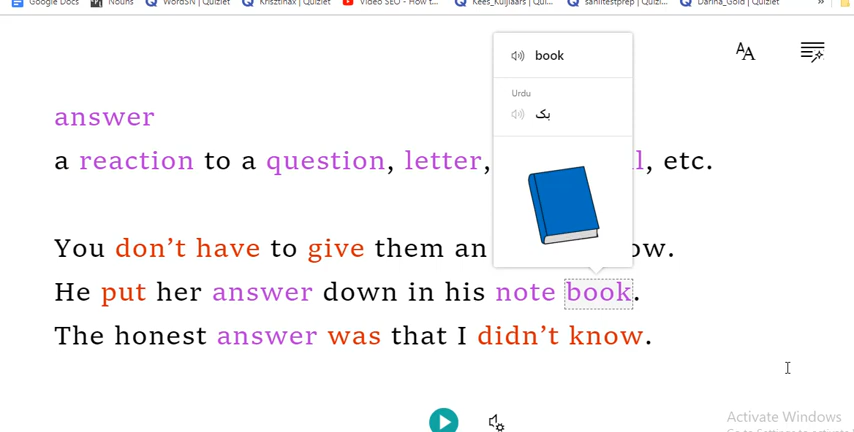 Google Docs Nouns WordSN | Quizlet Krisztinax | Quizlet Video SEO - How t... Kees_Kuijlaars | Qui... sanlitestprep | Quizl... Darina_Gold | Quizlet »
book
Urdu
بک
answer
a reaction to a question, letter, l, etc.
You don't have to give them an ow.
He put her answer down in his note book.
The honest answer was that I didn't know.
Activate Windows